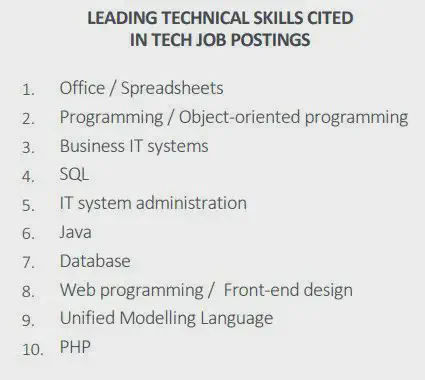 LEADING TECHNICAL SKILLS CITED
IN TECH JOB POSTINGS
1. Office / Spreadsheets
2. Programming / Object-oriented programming
3. Business IT systems
4. SQL
5. IT system administration
6. Java
7. Database
8. Web programming / Front-end design
9. Unified Modelling Language
10. PHP